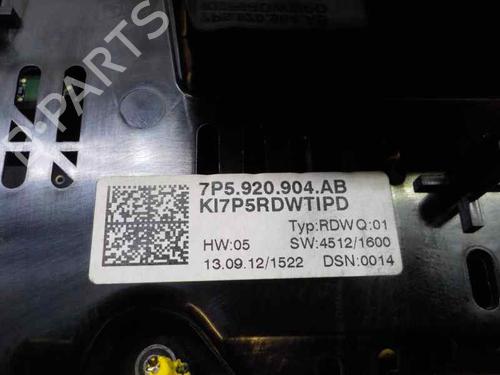 B-PARTS
7P5.920.904.AB
KI7P5RDWTIPD
Typ:RDW Q:01
HW:05 SW:4512/1600
13.09.12/1522 DSN:0014